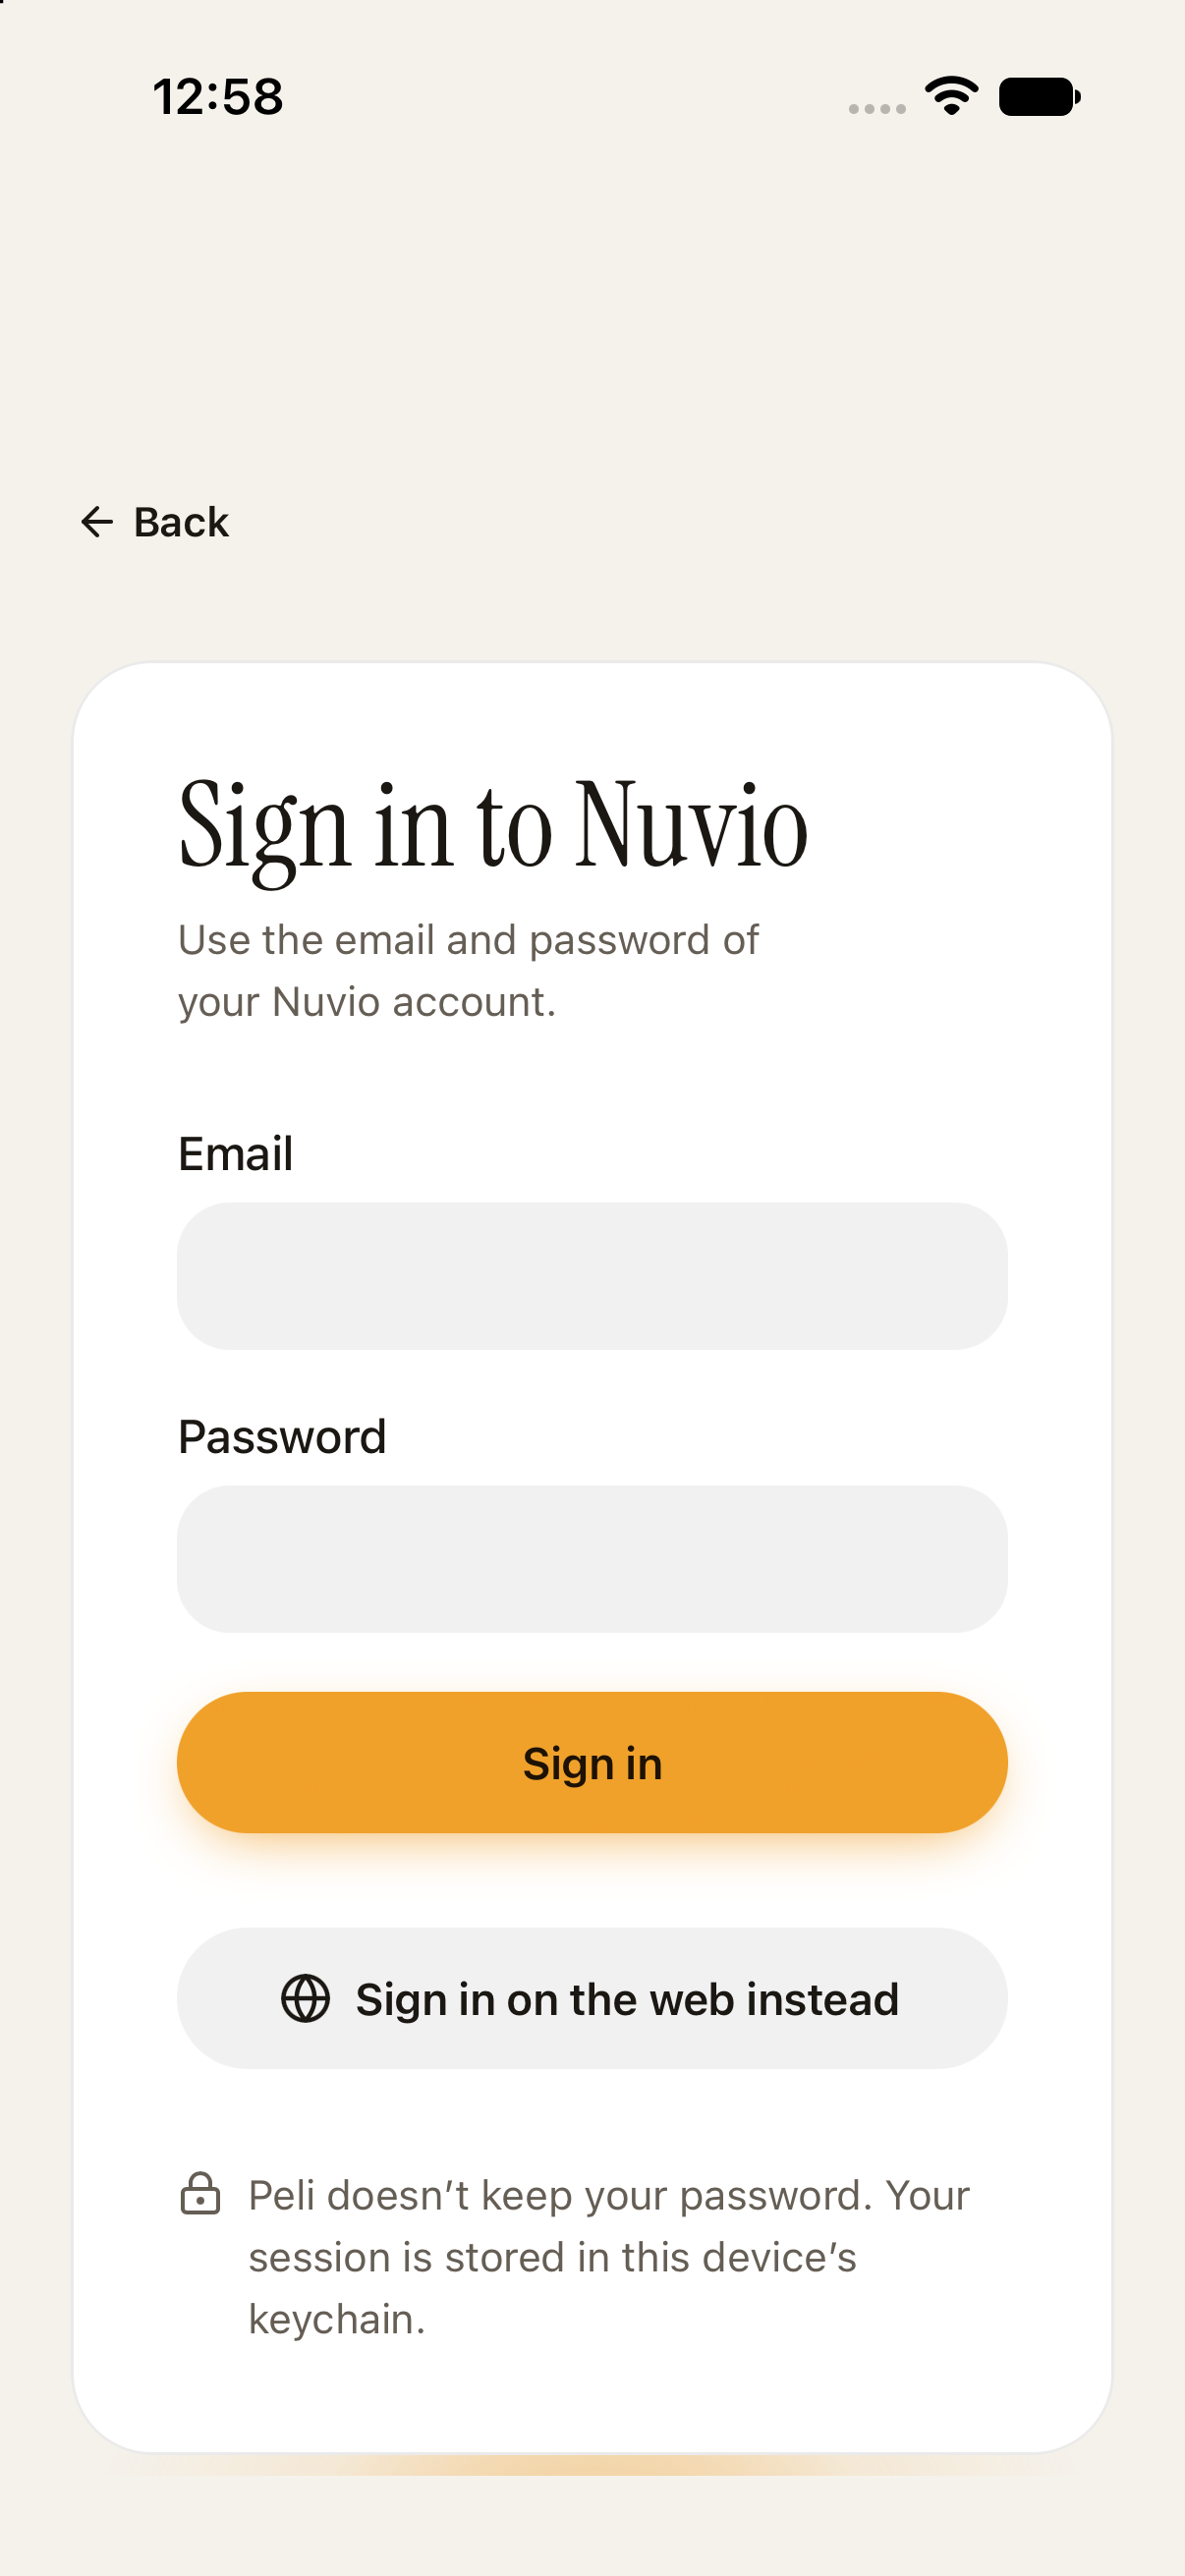 12:58
Back
Sign in to Nuvio
Use the email and password of
your Nuvio account.
Email
Password
Sign in
Sign in on the web instead
Peli doesn’t keep your password. Your
session is stored in this device’s
keychain.